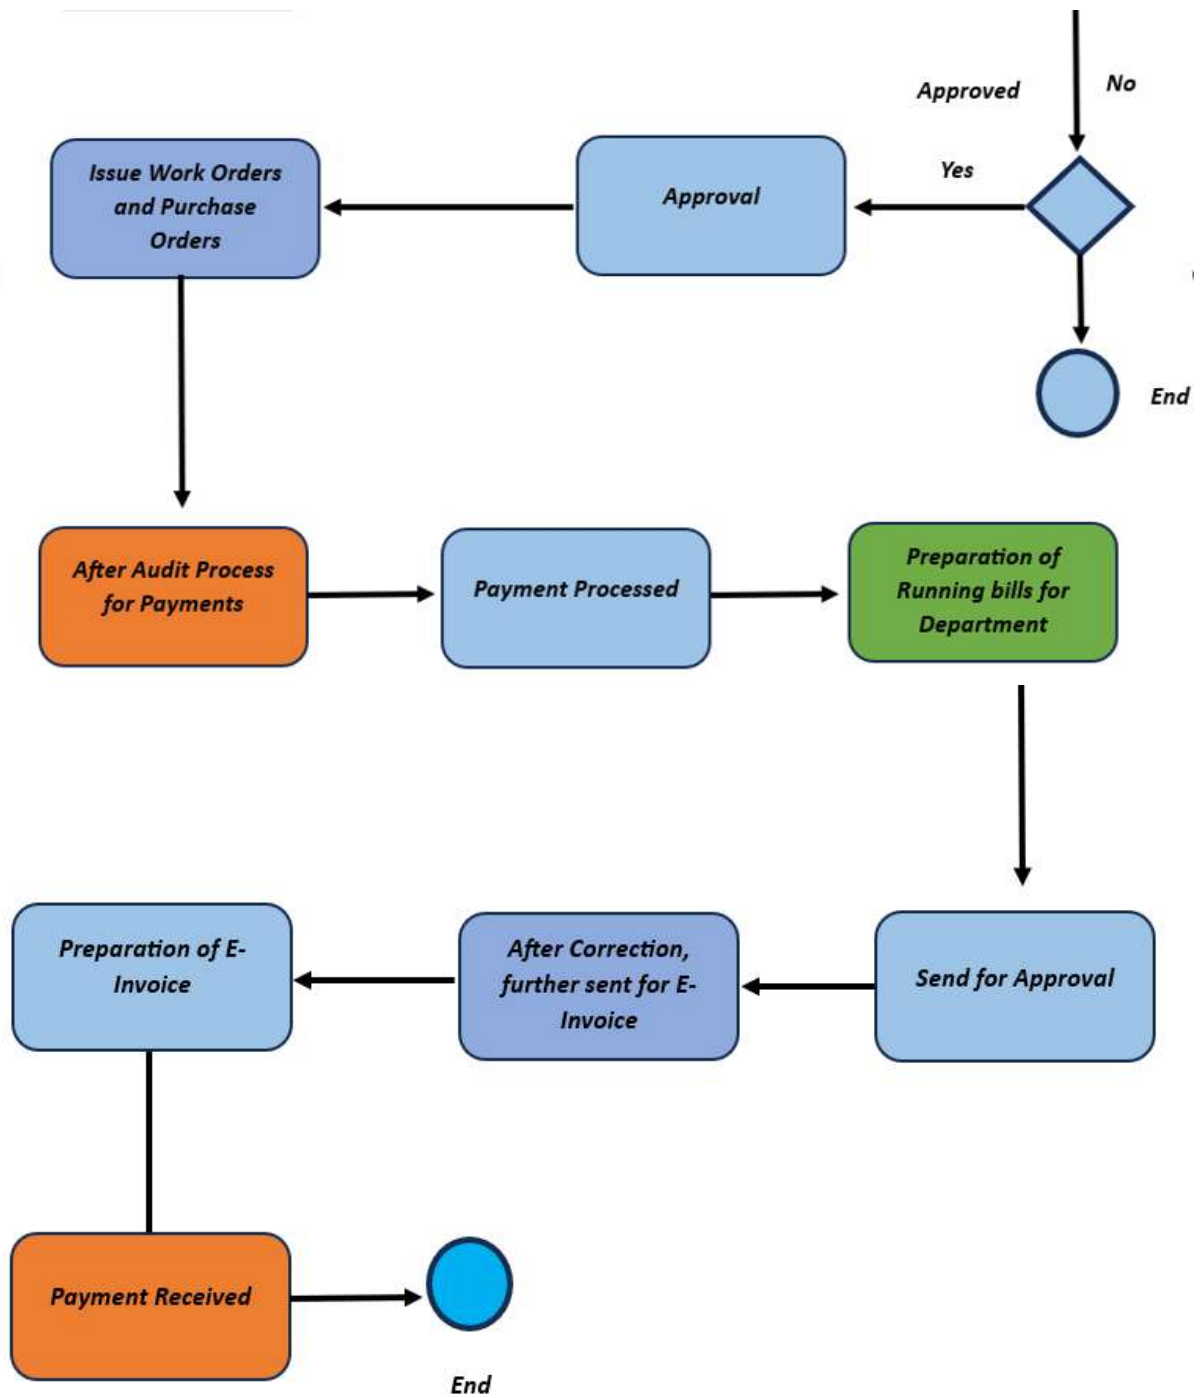 Approved
No
Issue Work Orders
and Purchase
Orders
Approval
Yes
End
After Audit Process
for Payments
Payment Processed
Preparation of
Running bills for
Department
Preparation of E-
Invoice
After Correction,
further sent for E-
Invoice
Send for Approval
Payment Received
End